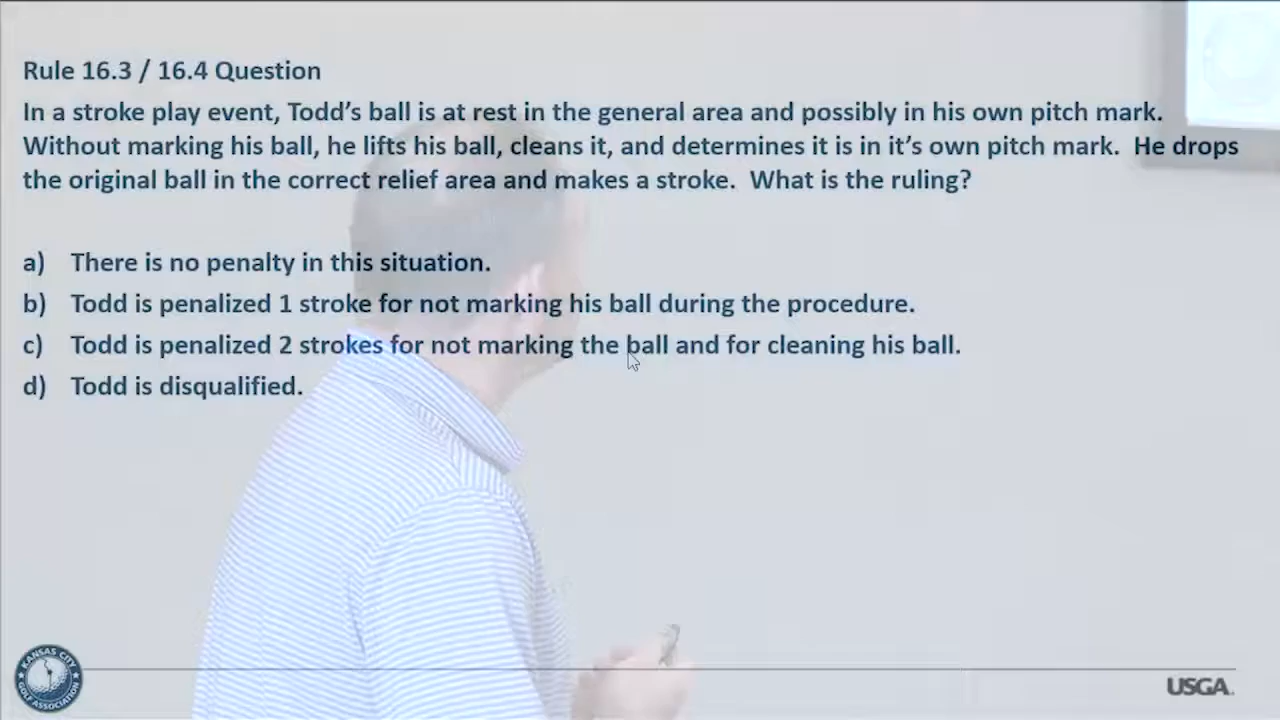 Rule 16.3 / 16.4 Question
In a stroke play event, Todd's ball is at rest in the general area and possibly in his own pitch mark.
Without marking his ball, he lifts his ball, cleans it, and determines it is in it's own pitch mark. He drops
the original ball in the correct relief area and makes a stroke. What is the ruling?
a) There is no penalty in this situation.
b) Todd is penalized 1 stroke for not marking his ball during the procedure.
c) Todd is penalized 2 strokes for not marking the ball and for cleaning his ball.
d) Todd is disqualified.
KANSAS CITY
GOLF ASSOCIATION
USGA.